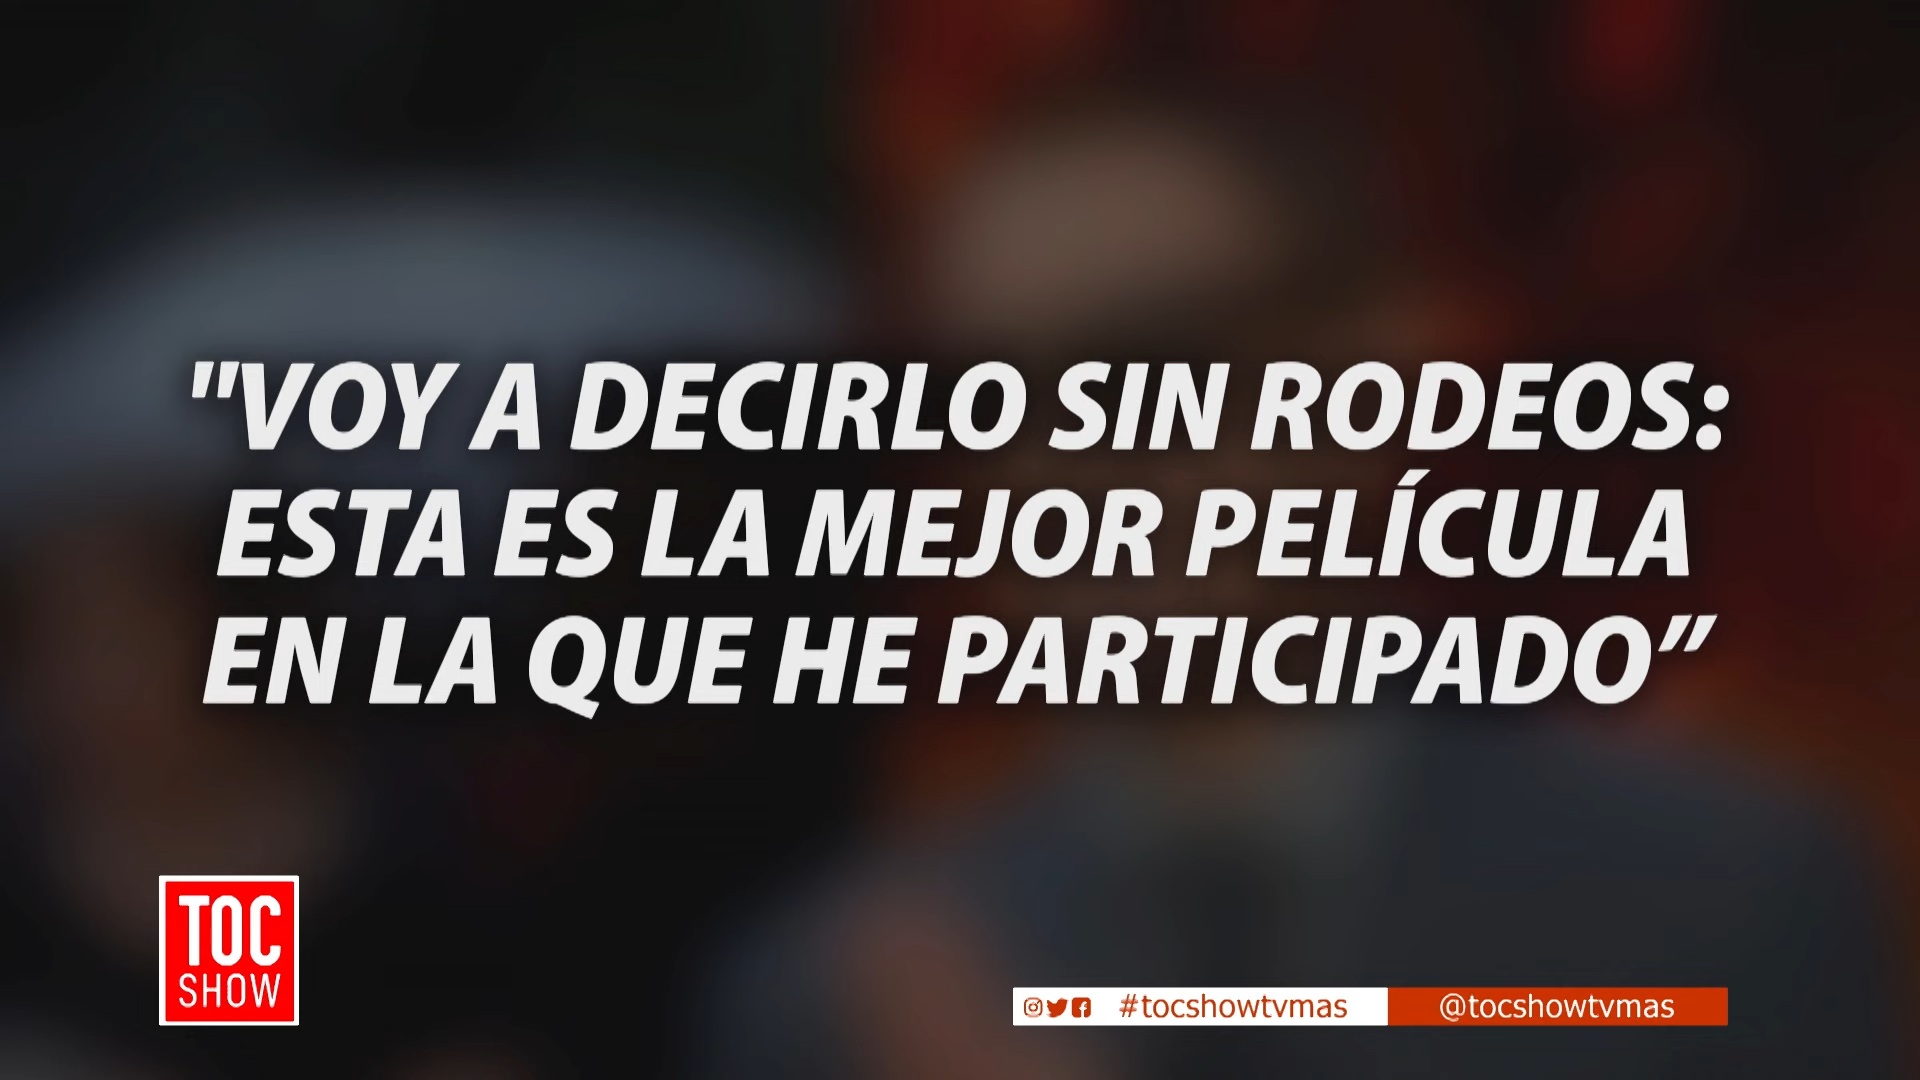 "VOY A DECIRLO SIN RODEOS:
ESTA ES LA MEJOR PELÍCULA
EN LA QUE HE PARTICIPADO”
TOC
SHOW
#tocshowtvmas
@tocshowtvmas